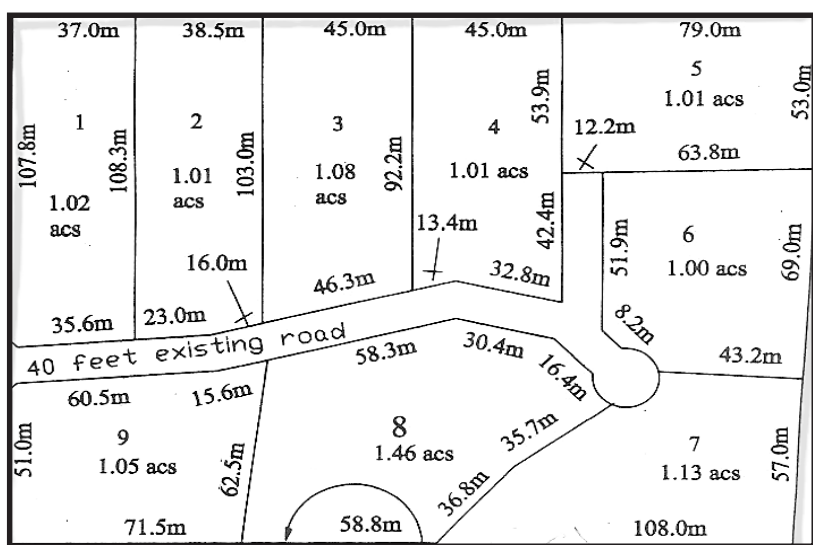 37.0m
38.5m
45.0m
45.0m
79.0m
1
107.8m
108.3m
1.02
acs
35.6m
2
1.01
acs
103.0m
16.0m
23.0m
3
1.08
acs
92.2m
46.3m
4
1.01 acs
53.9m
42.4m
13.4m
32.8m
5
1.01 acs
53.0m
12.2m
63.8m
6
1.00 acs
51.9m
69.0m
8.2m
43.2m
40 feet existing road
60.5m
15.6m
51.0m
9
1.05 acs
62.5m
71.5m
58.3m
30.4m
16.4m
8
1.46 acs
35.7m
36.8m
58.8m
7
1.13 acs
57.0m
108.0m